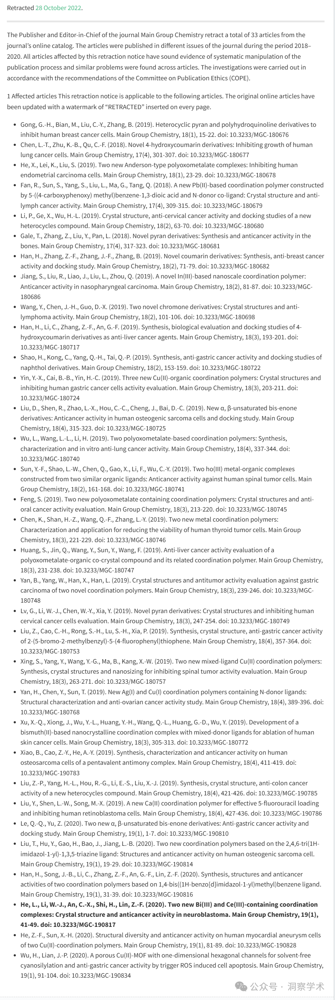 Retracted 28 October 2022.
The Publisher and Editor-in-Chief of the journal Main Group Chemistry retract a total of 33 articles from the
journal’s online catalog. The articles were published in different issues of the journal during the period 2018–
2020. All articles affected by this retraction notice have sound evidence of systematic manipulation of the
publication process and similar problems were found across articles. The investigations were carried out in
accordance with the recommendations of the Committee on Publication Ethics (COPE).
1 Affected articles This retraction notice is applicable to the following articles. The original online articles have
been updated with a watermark of “RETRACTED” inserted on every page.
• Gong, G.-H., Bian, M., Liu, C.-Y., Zhang, B. (2019). Heterocyclic pyran and polyhydroquinoline derivatives to
inhibit human breast cancer cells. Main Group Chemistry, 18(1), 15-22. doi: 10.3233/MGC-180676
• Chen, L.-T., Zhu, K.-B., Qu, C.-F. (2018). Novel 4-hydroxycoumarin derivatives: Inhibiting growth of human
lung cancer cells. Main Group Chemistry, 17(4), 301-307. doi: 10.3233/MGC-180677
• He, X., Lei, K., Liu, S. (2019). Two new Anderson-type polyoxometalate complexes: Inhibiting human
endometrial carcinoma cells. Main Group Chemistry, 18(1), 23-29. doi: 10.3233/MGC-180678
• Fan, R., Sun, S., Yang, S., Liu, L., Ma, G., Tang, Q. (2018). A new Pb(II)-based coordination polymer constructed
by 5-((4-carboxyphenoxy) methyl)benzene-1,3-dioic acid and N-donor co-ligand: Crystal structure and anti-
lymph cancer activity. Main Group Chemistry, 17(4), 309-315. doi: 10.3233/MGC-180679
• Li, P., Ge, X., Wu, H.-L. (2019). Crystal structure, anti-cervical cancer activity and docking studies of a new
heterocycles compound. Main Group Chemistry, 18(2), 63-70. doi: 10.3233/MGC-180680
• Gale, T., Zhang, Z., Liu, Y., Pan, L. (2018). Novel pyran derivatives: Synthesis and anticancer activity in the
bones. Main Group Chemistry, 17(4), 317-323. doi: 10.3233/MGC-180681
• Han, H., Zhang, Z.-F., Zhang, J.-F., Zhang, B. (2019). Novel coumarin derivatives: Synthesis, anti-breast cancer
activity and docking study. Main Group Chemistry, 18(2), 71-79. doi: 10.3233/MGC-180682
• Jiang, S., Liu, R., Liao, J., Liu, L., Zhou, Q. (2019). A novel In(III)-based nanoscale coordination polymer:
Anticancer activity in nasopharyngeal carcinoma. Main Group Chemistry, 18(2), 81-87. doi: 10.3233/MGC-
180686
• Wang, Y., Chen, J.-H., Guo, D.-X. (2019). Two novel chromone derivatives: Crystal structures and anti-
lymphoma activity. Main Group Chemistry, 18(2), 101-106. doi: 10.3233/MGC-180698
• Han, H., Li, C., Zhang, Z.-F., An, G.-F. (2019). Synthesis, biological evaluation and docking studies of 4-
hydroxycoumarin derivatives as anti-liver cancer agents. Main Group Chemistry, 18(3), 193-201. doi:
10.3233/MGC-180717
• Shao, H., Kong, C., Yang, Q.-H., Tai, Q.-P. (2019). Synthesis, anti-gastric cancer activity and docking studies of
naphthol derivatives. Main Group Chemistry, 18(2), 153-159. doi: 10.3233/MGC-180722
• Yin, Y.-X., Cai, B.-B., Yin, H.-C. (2019). Three new Cu(II)-organic coordination polymers: Crystal structures and
inhibiting human gastric cancer cells activity evaluation. Main Group Chemistry, 18(3), 203-211. doi:
10.3233/MGC-180724
• Liu, D., Shen, R., Zhao, L.-X., Hou, C.-C., Cheng, J., Bai, D.-C. (2019). New α, β-unsaturated bis-enone
derivatives: Anticancer activity in human osteogenic sarcoma cells and docking study. Main Group
Chemistry, 18(4), 315-323. doi: 10.3233/MGC-180725
• Wu, L., Wang, L.-L., Li, H. (2019). Two polyoxometalate-based coordination polymers: Synthesis,
characterization and in vitro anti-lung cancer activity. Main Group Chemistry, 18(4), 337-344. doi:
10.3233/MGC-180740
• Sun, Y.-F., Shao, L.-W., Chen, Q., Gao, X., Li, F., Wu, C.-Y. (2019). Two ho(III) metal-organic complexes
constructed from two similar organic ligands: Anticancer activity against human spinal tumor cells. Main
Group Chemistry, 18(2), 161-168. doi: 10.3233/MGC-180741
• Feng, S. (2019). Two new polyoxometalate containing coordination polymers: Crystal structures and anti-
oral cancer activity evaluation. Main Group Chemistry, 18(3), 213-220. doi: 10.3233/MGC-180745
• Chen, K., Shan, H.-Z., Wang, Q.-F., Zhang, L.-Y. (2019). Two new metal coordination polymers:
Characterization and application for reducing the viability of human thyroid tumor cells. Main Group
Chemistry, 18(3), 221-229. doi: 10.3233/MGC-180746
• Huang, S., Jin, Q., Wang, Y., Sun, Y., Wang, F. (2019). Anti-liver cancer activity evaluation of a
polyoxometalate-organic co-crystal compound and its related coordination polymer. Main Group Chemistry,
18(3), 231-238. doi: 10.3233/MGC-180747
• Yan, B., Yang, W., Han, X., Han, L. (2019). Crystal structures and antitumor activity evaluation against gastric
carcinoma of two novel coordination polymers. Main Group Chemistry, 18(3), 239-246. doi: 10.3233/MGC-
180748
• Lv, G., Li, W.-J., Chen, W.-Y., Xia, Y. (2019). Novel pyran derivatives: Crystal structures and inhibiting human
cervical cancer cells evaluation. Main Group Chemistry, 18(3), 247-254. doi: 10.3233/MGC-180749
• Liu, Z., Cao, C.-H., Rong, S.-H., Lu, S.-H., Xia, P. (2019). Synthesis, crystal structure, anti-gastric cancer activity
of 2-(5-bromo-2-methylbenzyl)-5-(4-fluorophenyl)thiophene. Main Group Chemistry, 18(4), 357-364. doi:
10.3233/MGC-180753
• Xing, S., Yang, Y., Wang, Y.-G., Ma, B., Kang, X.-W. (2019). Two new mixed-ligand Cu(II) coordination polymers:
Synthesis, crystal structures and nanosizing for inhibiting spinal tumor activity evaluation. Main Group
Chemistry, 18(3), 263-271. doi: 10.3233/MGC-180757
• Yan, H., Chen, Y., Sun, T. (2019). New Ag(I) and Cu(I) coordination polymers containing N-donor ligands:
Structural characterization and anti-ovarian cancer activity study. Main Group Chemistry, 18(4), 389-396. doi:
10.3233/MGC-180768
• Xu, X.-Q., Xiong, J., Wu, Y.-L., Huang, Y.-H., Wang, Q.-L., Huang, G.-D., Wu, Y. (2019). Development of a
bismuth(II)-based nanocrystalline coordination complex with mixed-donor ligands for ablation of human
skin cancer cells. Main Group Chemistry, 18(3), 305-313. doi: 10.3233/MGC-180772
• Xiao, B., Cao, Z.-Y., He, A.-Y. (2019). Synthesis, characterization and anticancer activity on human
osteosarcoma cells of a pentavalent antimony complex. Main Group Chemistry, 18(4), 411-419. doi:
10.3233/MGC-190783
• Liu, Z.-P., Yang, H.-L., Hou, R.-G., Li, E.-S., Liu, X.-J. (2019). Synthesis, crystal structure, anti-colon cancer
activity of a new heterocycles compound. Main Group Chemistry, 18(4), 421-426. doi: 10.3233/MGC-190785
• Liu, Y., Shen, L.-W., Song, M.-X. (2019). A new Ca(II) coordination polymer for effective 5-fluorouracil loading
and inhibiting human retinoblastoma cells. Main Group Chemistry, 18(4), 427-436. doi: 10.3233/MGC-190786
• Le, Q.-Q., Yu, Z. (2020). Two new α, β-unsaturated bis-enone derivatives: Anti-gastric cancer activity and
docking study. Main Group Chemistry, 19(1), 1-7. doi: 10.3233/MGC-190810
• Liu, T., Hu, Y., Gao, H., Bao, J., Jiang, L.-B. (2020). Two new coordination polymers based on the 2,4,6-tri(1H-
imidazol-1-yl)-1,3,5-triazine ligand: Structures and anticancer activity on human osteogenic sarcoma cell.
Main Group Chemistry, 19(1), 19-29. doi: 10.3233/MGC-190814
• Han, H., Song, J.-B., Li, C., Zhang, Z.-F., An, G.-F., Lin, Z.-F. (2020). Synthesis, structures and anticancer
activities of two coordination polymers based on 1,4-bis((1H-benzo[d]imidazol-1-yl)methyl)benzene ligand.
Main Group Chemistry, 19(1), 31-39. doi: 10.3233/MGC-190816
• He, L., Li, W.-J., An, C.-X., Shi, H., Lin, Z.-F. (2020). Two new Bi(III) and Ce(III)-containing coordination
complexes: Crystal structure and anticancer activity in neuroblastoma. Main Group Chemistry, 19(1),
41-49. doi: 10.3233/MGC-190817
• He, Z.-F., Sun, X.-H. (2020). Structural diversity and anticancer activity on human myocardial aneurysm cells
of two Cu(II)-coordination polymers. Main Group Chemistry, 19(1), 81-89. doi: 10.3233/MGC-190828
• Wu, H., Lian, J.-P. (2020). A porous Cu(II)-MOF with one-dimensional hexagonal channels for solvent-free
cyanosilylation and anti-gastric cancer activity by trigger ROS induced cell apoptosis. Main Group Chemistry,
19(1), 91-104. doi: 10.3233/MGC-190834
公众号 · 洞察学术